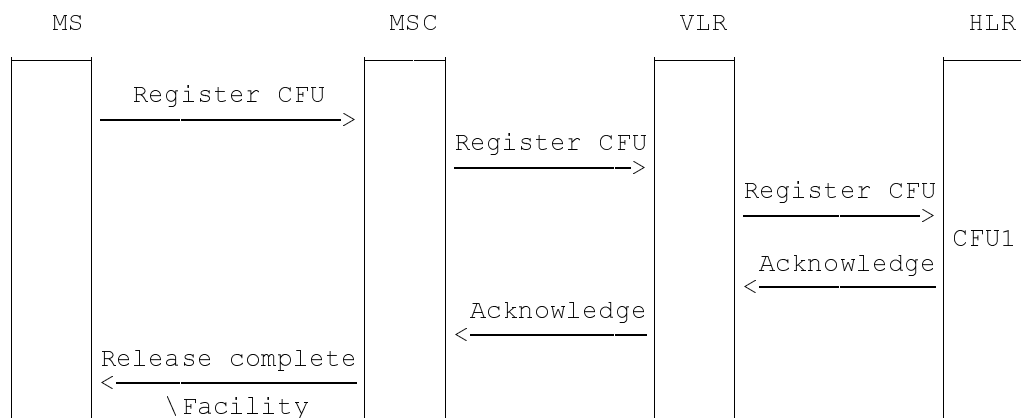 MS MSC VLR HLR
Register CFU
Register CFU
Register CFU
CFU1
Acknowledge
Acknowledge
Release complete
\Facility